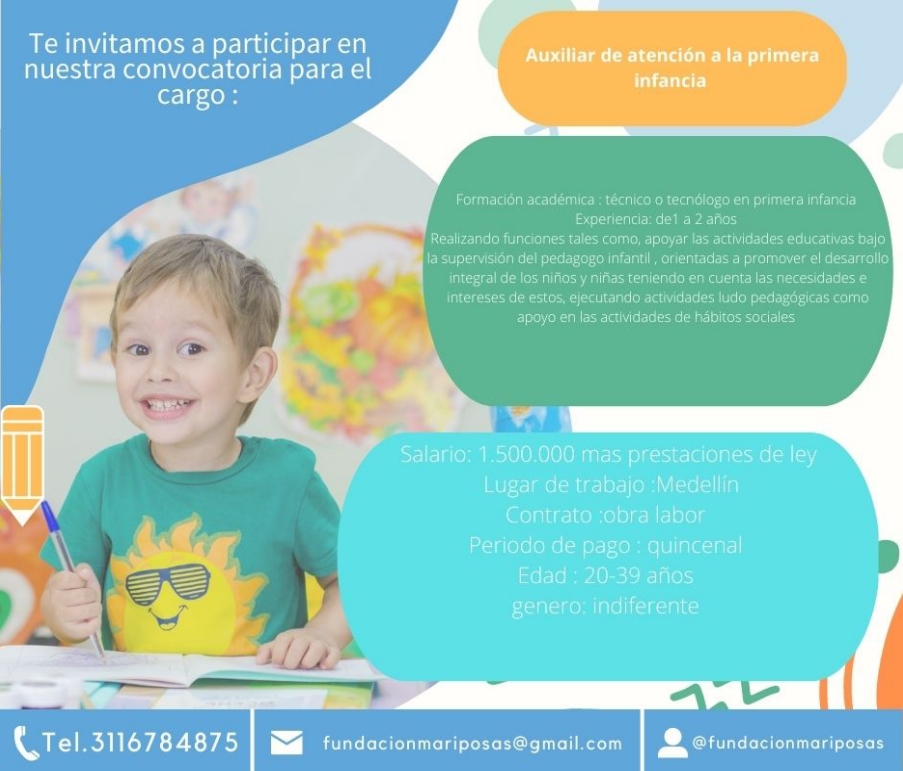 Te invitamos a participar en
nuestra convocatoria para el
cargo :
Auxiliar de atención a la primera
infancia
Formación académica : técnico o tecnólogo en primera infancia
Experiencia: de1 a 2 años
Realizando funciones tales como, apoyar las actividades educativas bajo
la supervisión del pedagogo infantil , orientadas a promover el desarrollo
integral de los niños y niñas teniendo en cuenta las necesidades e
intereses de estos, ejecutando actividades ludo pedagógicas como
apoyo en las actividades de hábitos sociales
Salario: 1.500.000 mas prestaciones de ley
Lugar de trabajo :Medellín
Contrato :obra labor
Periodo de pago : quincenal
Edad : 20-39 años
genero: indiferente
Tel.3116784875
fundacionmariposas@gmail.com
@fundacionmariposas